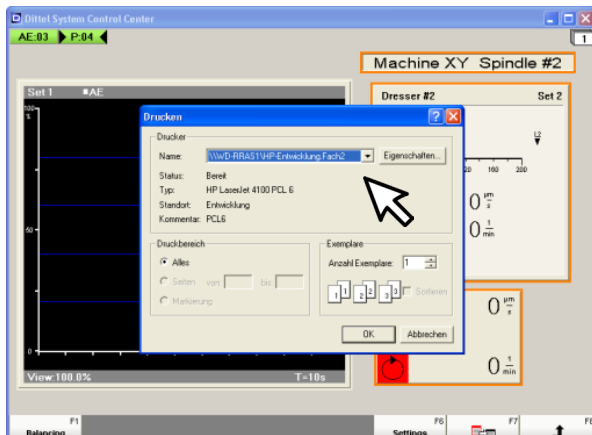 Dittel System Control Center
AE:03 P:04
1
Machine XY Spindle #2
Set 1 ■AE
Dresser #2 Set 2
100
%
L2
Drucken
Drucker
Name: \\WD-RRAS1\HP-Entwicklung.Fach2 Eigenschaften...
Status: Bereit
Typ: HP LaserJet 4100 PCL 6
Standort: Entwicklung
Kommentar: PCL6
160 200
0 µm/s
0 1/min
50
Druckbereich
Alles
Seiten von bis
Markierung
Exemplare
Anzahl Exemplare: 1
1 1 2 2 3 3 Sortieren
0 µm/s
OK Abbrechen
0
0 1/min
View:100.0% T=10s
F1 F6 F7 F8
Balancing Settings